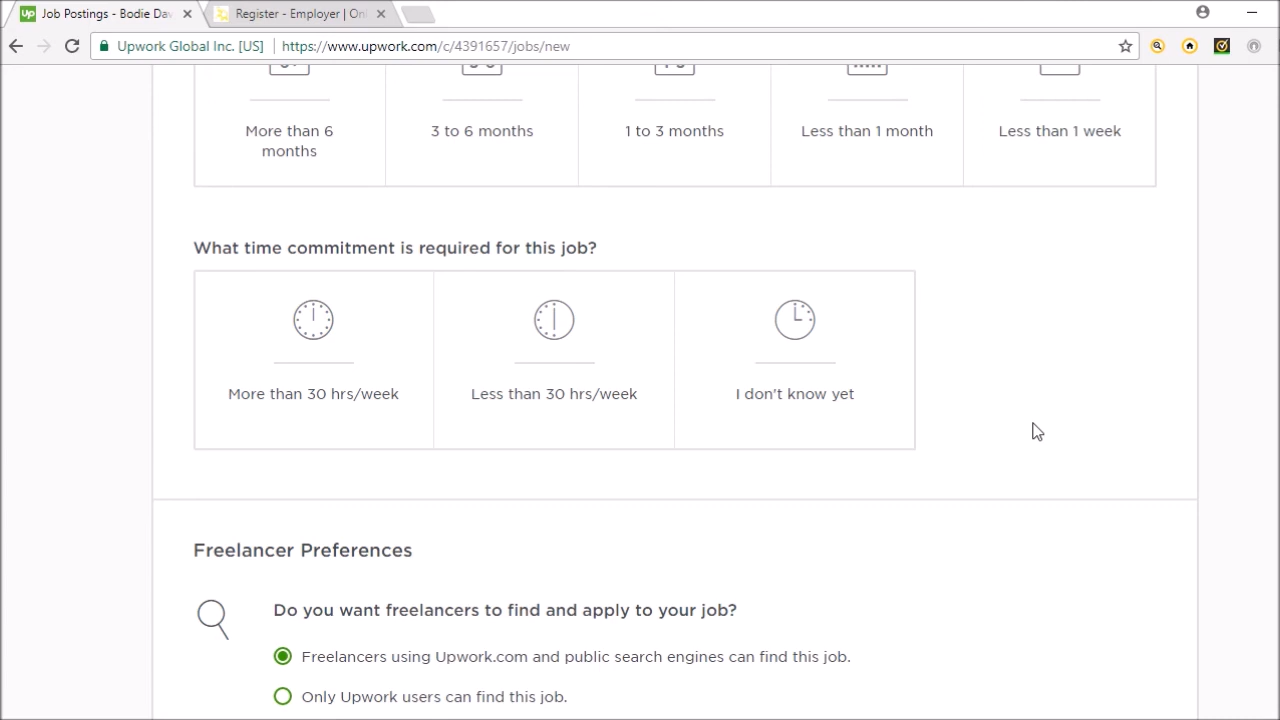 Up Job Postings - Bodie Dav
Register - Employer | Onl
Upwork Global Inc. [US] https://www.upwork.com/c/4391657/jobs/new
More than 6 months
3 to 6 months
1 to 3 months
Less than 1 month
Less than 1 week
What time commitment is required for this job?
More than 30 hrs/week
Less than 30 hrs/week
I don't know yet
Freelancer Preferences
Do you want freelancers to find and apply to your job?
Freelancers using Upwork.com and public search engines can find this job.
Only Upwork users can find this job.